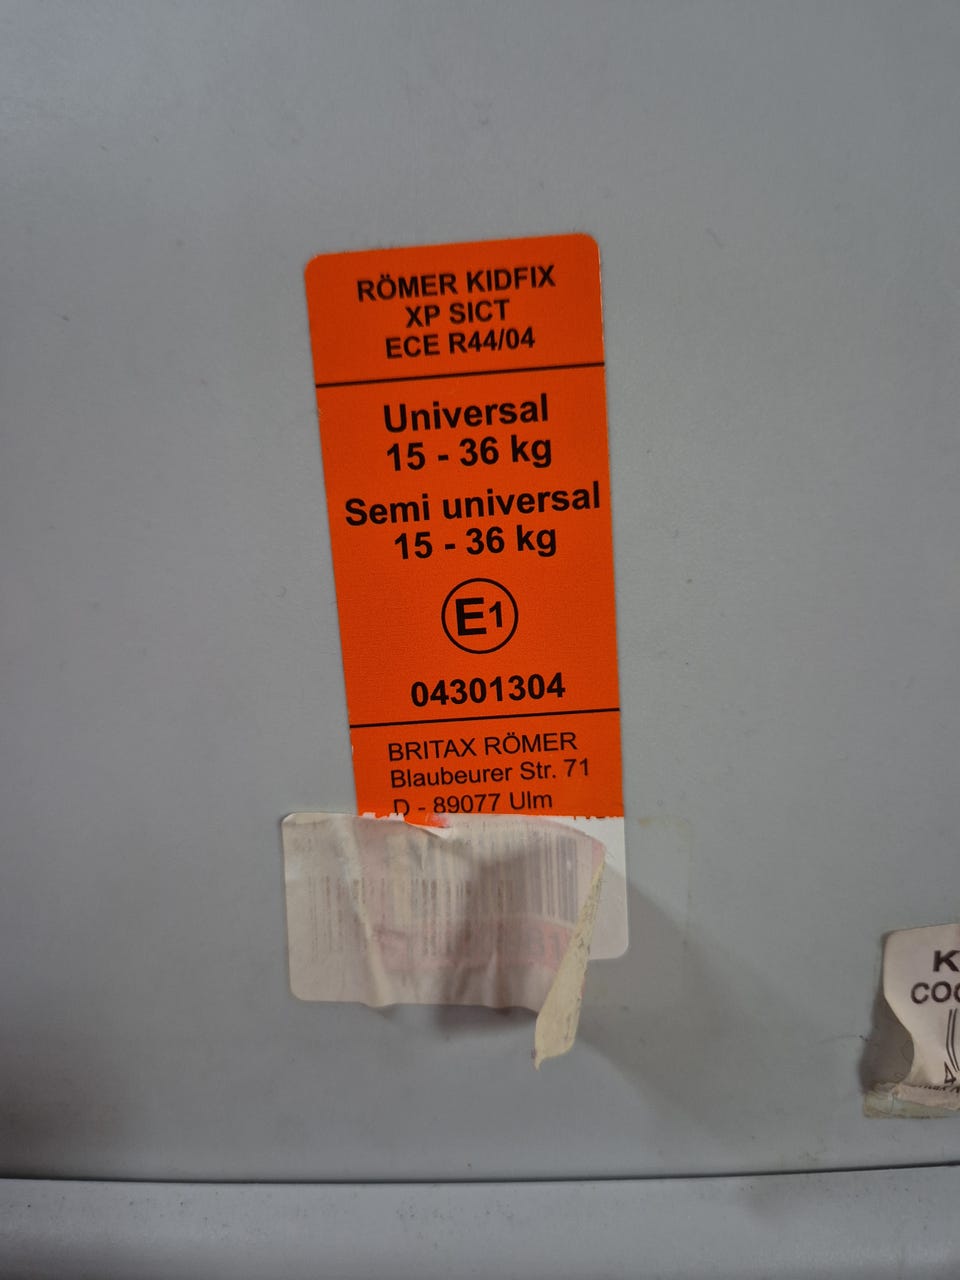 RÖMER KIDFIX
XP SICT
ECE R44/04
Universal
15 - 36 kg
Semi universal
15 - 36 kg
E1
04301304
BRITAX RÖMER
Blaubeurer Str. 71
D - 89077 Ulm
4